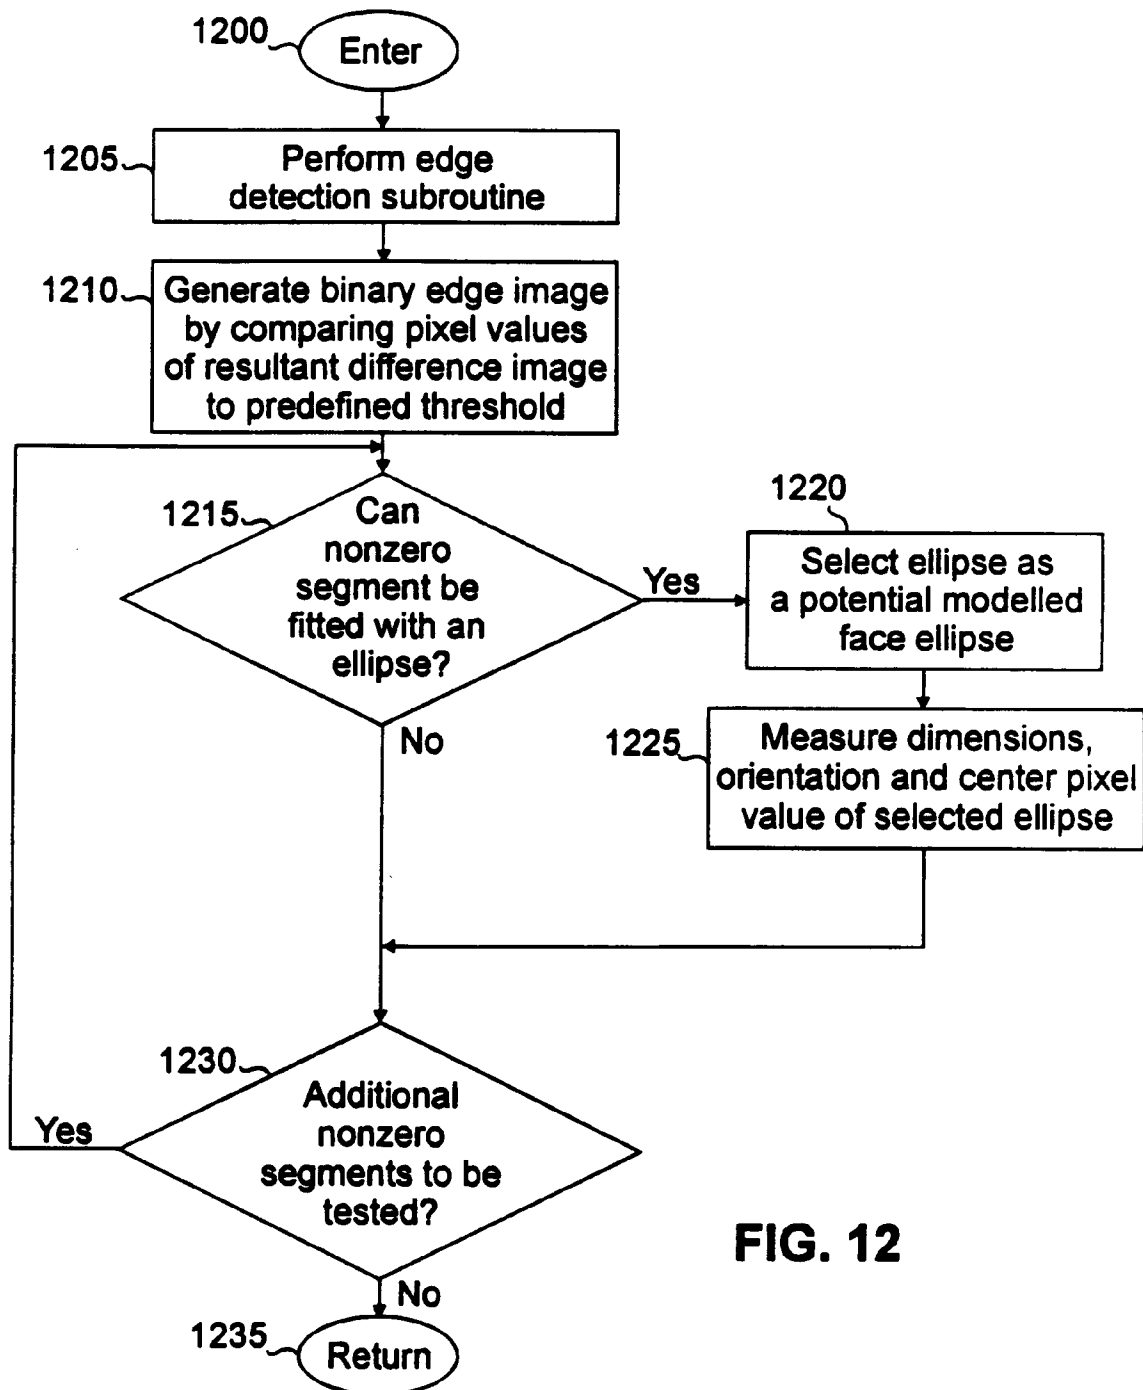 1200
Enter
1205
Perform edge
detection subroutine
1210
Generate binary edge image
by comparing pixel values
of resultant difference image
to predefined threshold
1215
Can
nonzero
segment be
fitted with an
ellipse?
Yes
No
1220
Select ellipse as
a potential modelled
face ellipse
1225
Measure dimensions,
orientation and center pixel
value of selected ellipse
1230
Additional
nonzero
segments to be
tested?
Yes
No
1235
Return
FIG. 12